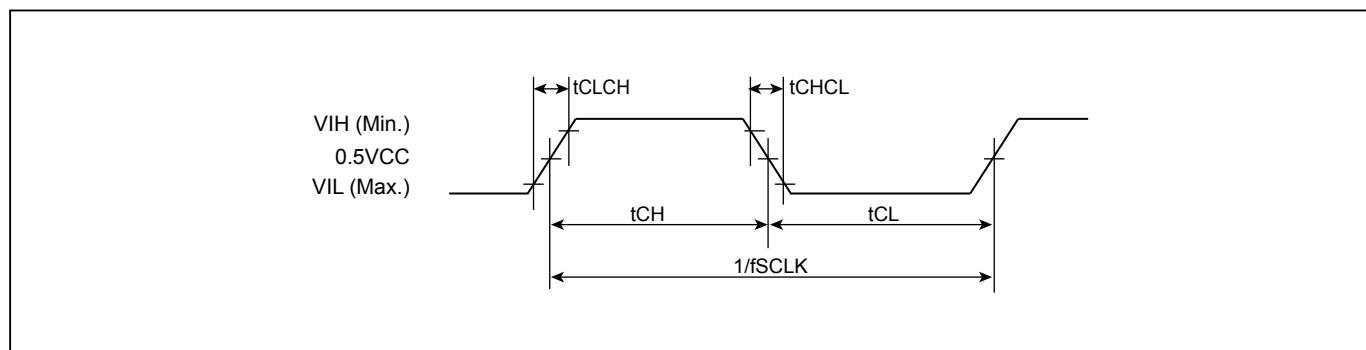 tCLCH
tCHCL
VIH (Min.)
0.5VCC
VIL (Max.)
tCH
tCL
1/fSCLK